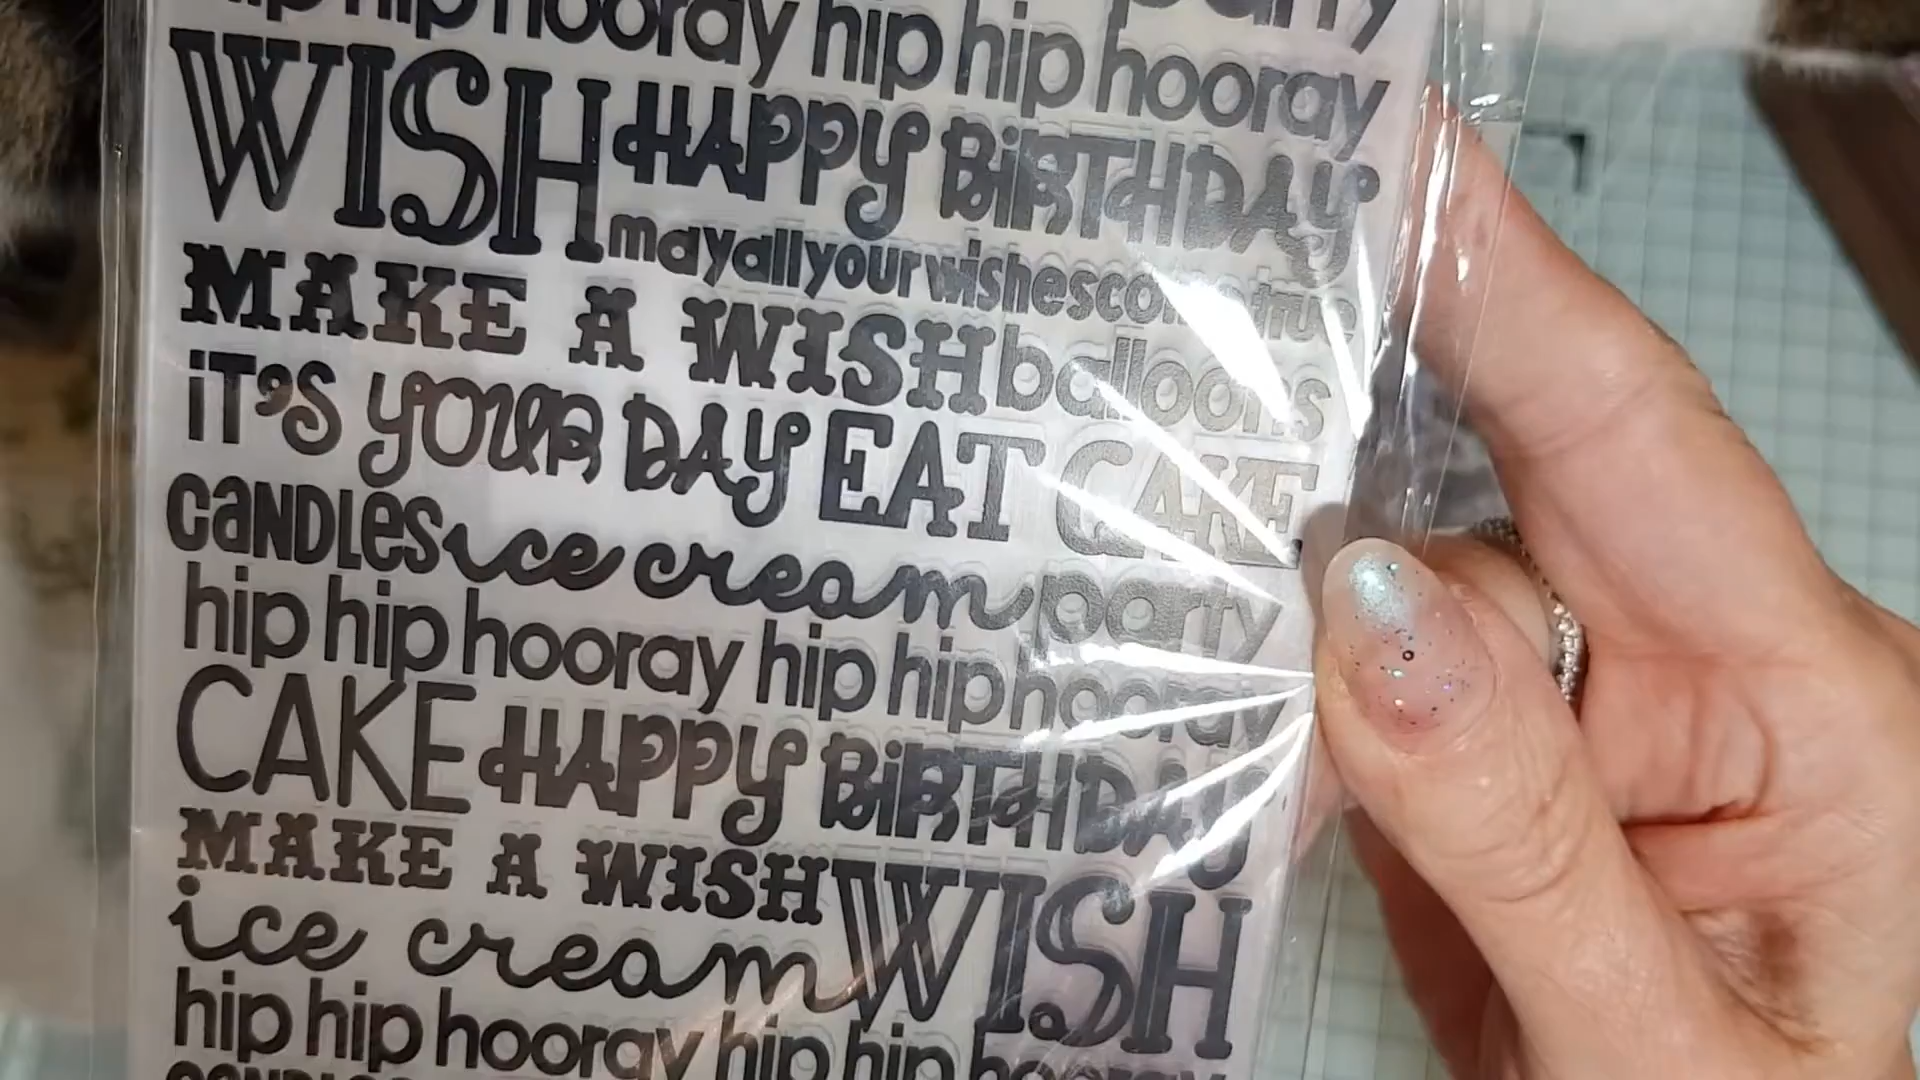 party
hip hip hooray hip hip hooray
WISH HAPPY BiRTHDAY
may all your wishes come true
MAKE A WISH balloons
iT'S YOUR DAY EAT CAKE
CaNDLes ice cream party
hip hip hooray hip hip hooray
CAKE HAPPY BiRTHDAY
MAKE A WISH WISH
ice cream
hip hip hooray hip hip hooray